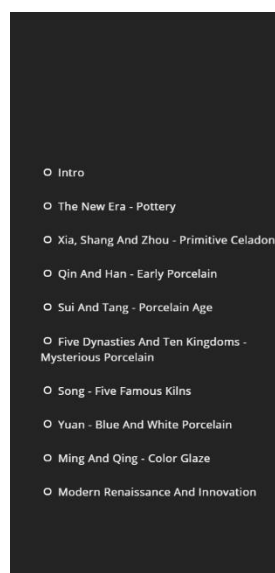 Intro
The New Era - Pottery
Xia, Shang And Zhou - Primitive Celadon
Qin And Han - Early Porcelain
Sui And Tang - Porcelain Age
Five Dynasties And Ten Kingdoms -
Mysterious Porcelain
Song - Five Famous Kilns
Yuan - Blue And White Porcelain
Ming And Qing - Color Glaze
Modern Renaissance And Innovation